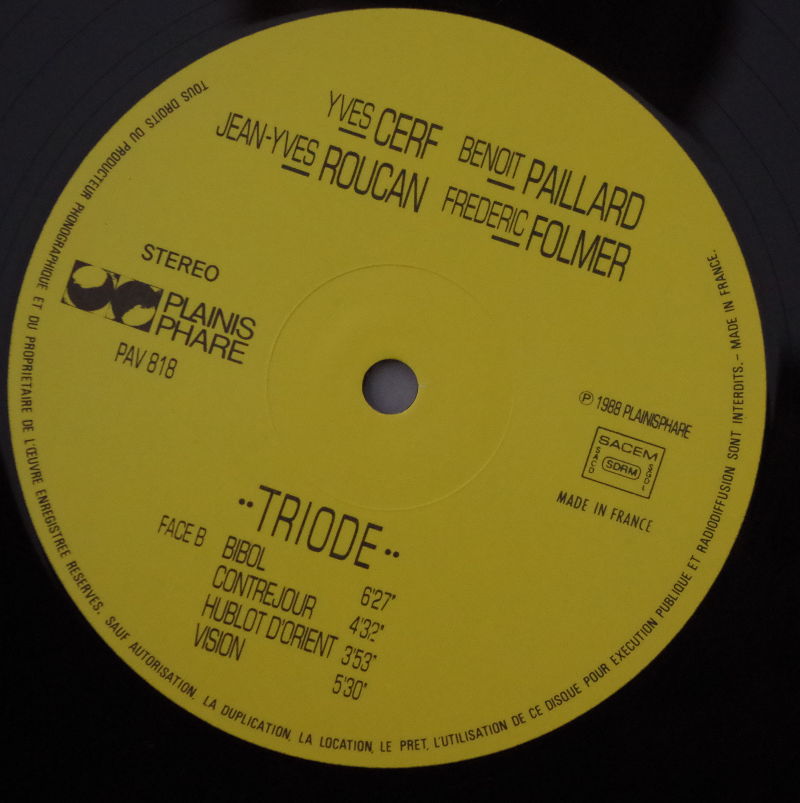 YVES CERF BENOIT PAILLARD
JEAN-YVES ROUCAN FREDERIC FOLMER
STEREO
PLAINIS
PHARE
PAV 818
℗ 1988 PLAINISPHARE
SACEM
SACD SDRM SGDL
MADE IN FRANCE
"TRIODE"
FACE B BIBOL 6'27"
CONTREJOUR 4'32"
HUBLOT D'ORIENT 3'53"
VISION 5'30"
TOUS DROITS DU PRODUCTEUR PHONOGRAPHIQUE ET DU PROPRIETAIRE DE L'ŒUVRE ENREGISTREE RESERVES. SAUF AUTORISATION, LA DUPLICATION, LA LOCATION, LE PRET, L'UTILISATION DE CE DISQUE POUR EXECUTION PUBLIQUE ET RADIODIFFUSION SONT INTERDITS. - MADE IN FRANCE.